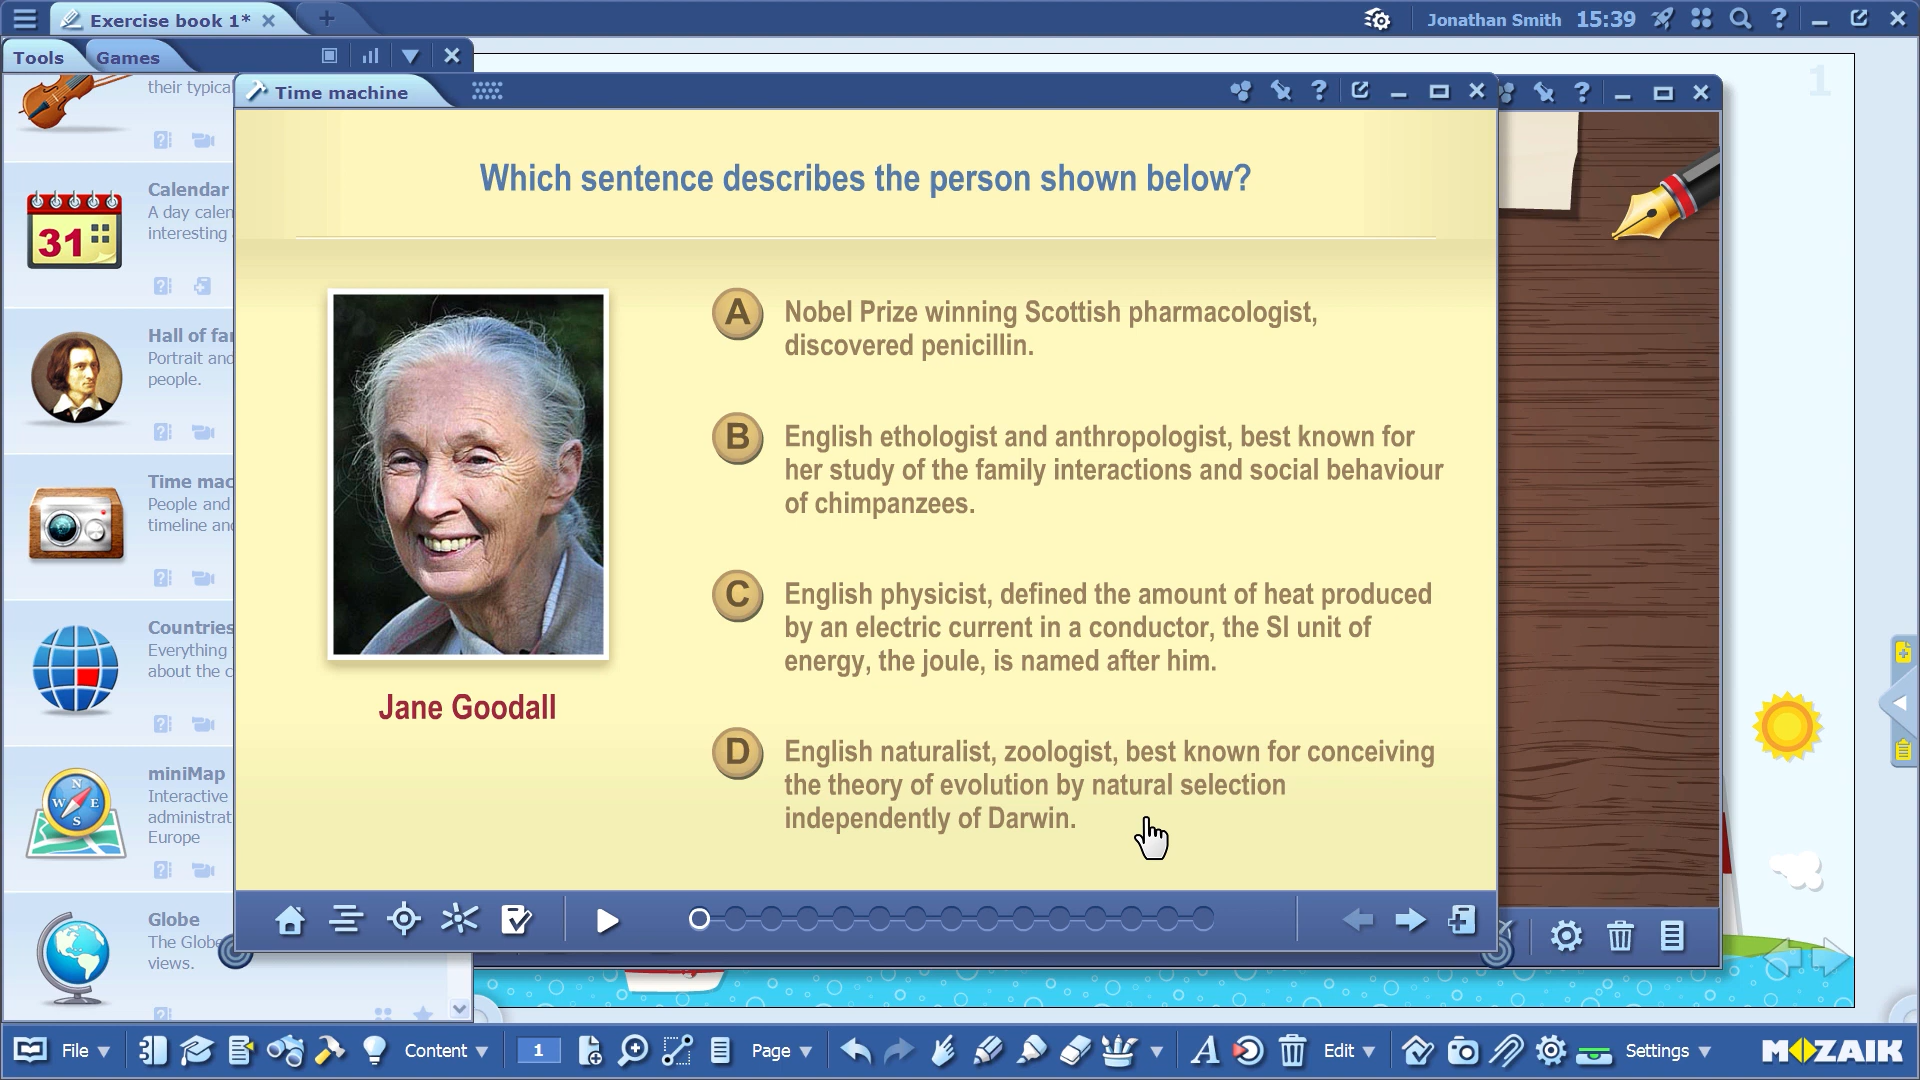 Exercise book 1*
Jonathan Smith 15:39
Tools
Games
their typical
Calendar
A day calen
interesting
31
Hall of fa
Portrait and
people.
Time mac
People and
timeline and
Countries
Everything
about the c
miniMap
Interactive
administrat
Europe
N
W E
S
Globe
The Globe
views.
Time machine
1
Which sentence describes the person shown below?
Jane Goodall
A Nobel Prize winning Scottish pharmacologist,
discovered penicillin.
B English ethologist and anthropologist, best known for
her study of the family interactions and social behaviour
of chimpanzees.
C English physicist, defined the amount of heat produced
by an electric current in a conductor, the SI unit of
energy, the joule, is named after him.
D English naturalist, zoologist, best known for conceiving
the theory of evolution by natural selection
independently of Darwin.
File Content 1 Page Edit Settings MOZAIK